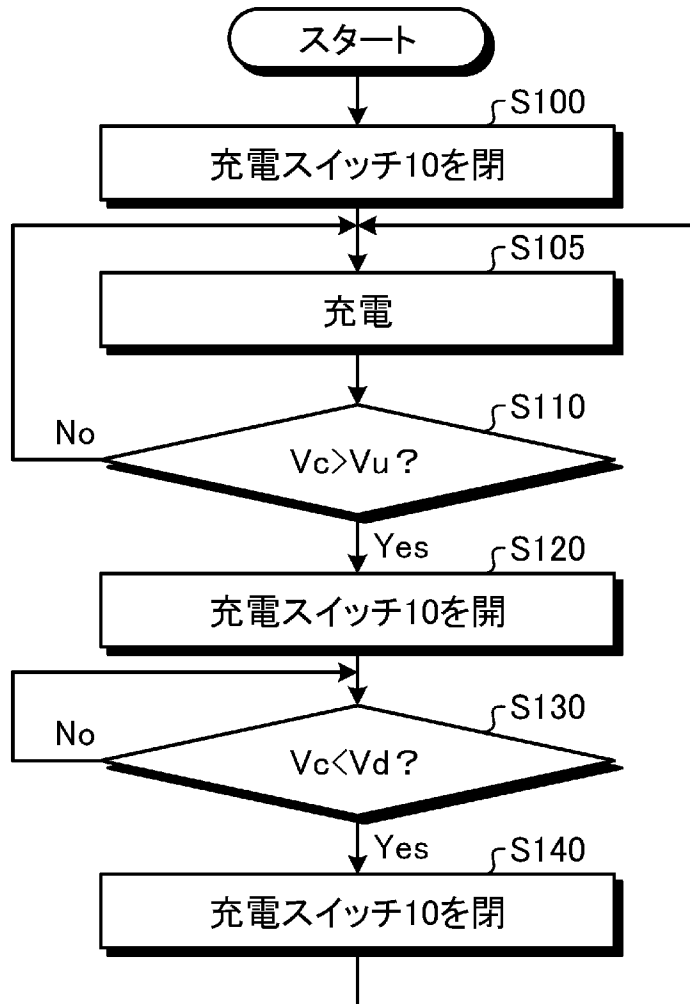 スタート
S100
充電スイッチ10を閉
S105
充電
S110
No
Vc>Vu?
Yes
S120
充電スイッチ10を開
S130
No
Vc<Vd?
Yes
S140
充電スイッチ10を閉